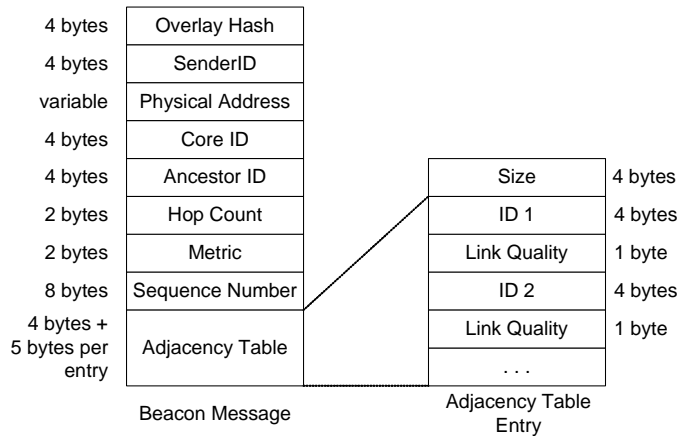 4 bytes Overlay Hash
4 bytes SenderID
variable Physical Address
4 bytes Core ID
4 bytes Ancestor ID
2 bytes Hop Count
2 bytes Metric
8 bytes Sequence Number
4 bytes +
5 bytes per
entry
Adjacency Table
Beacon Message
Size 4 bytes
ID 1 4 bytes
Link Quality 1 byte
ID 2 4 bytes
Link Quality 1 byte
. . .
Adjacency Table
Entry